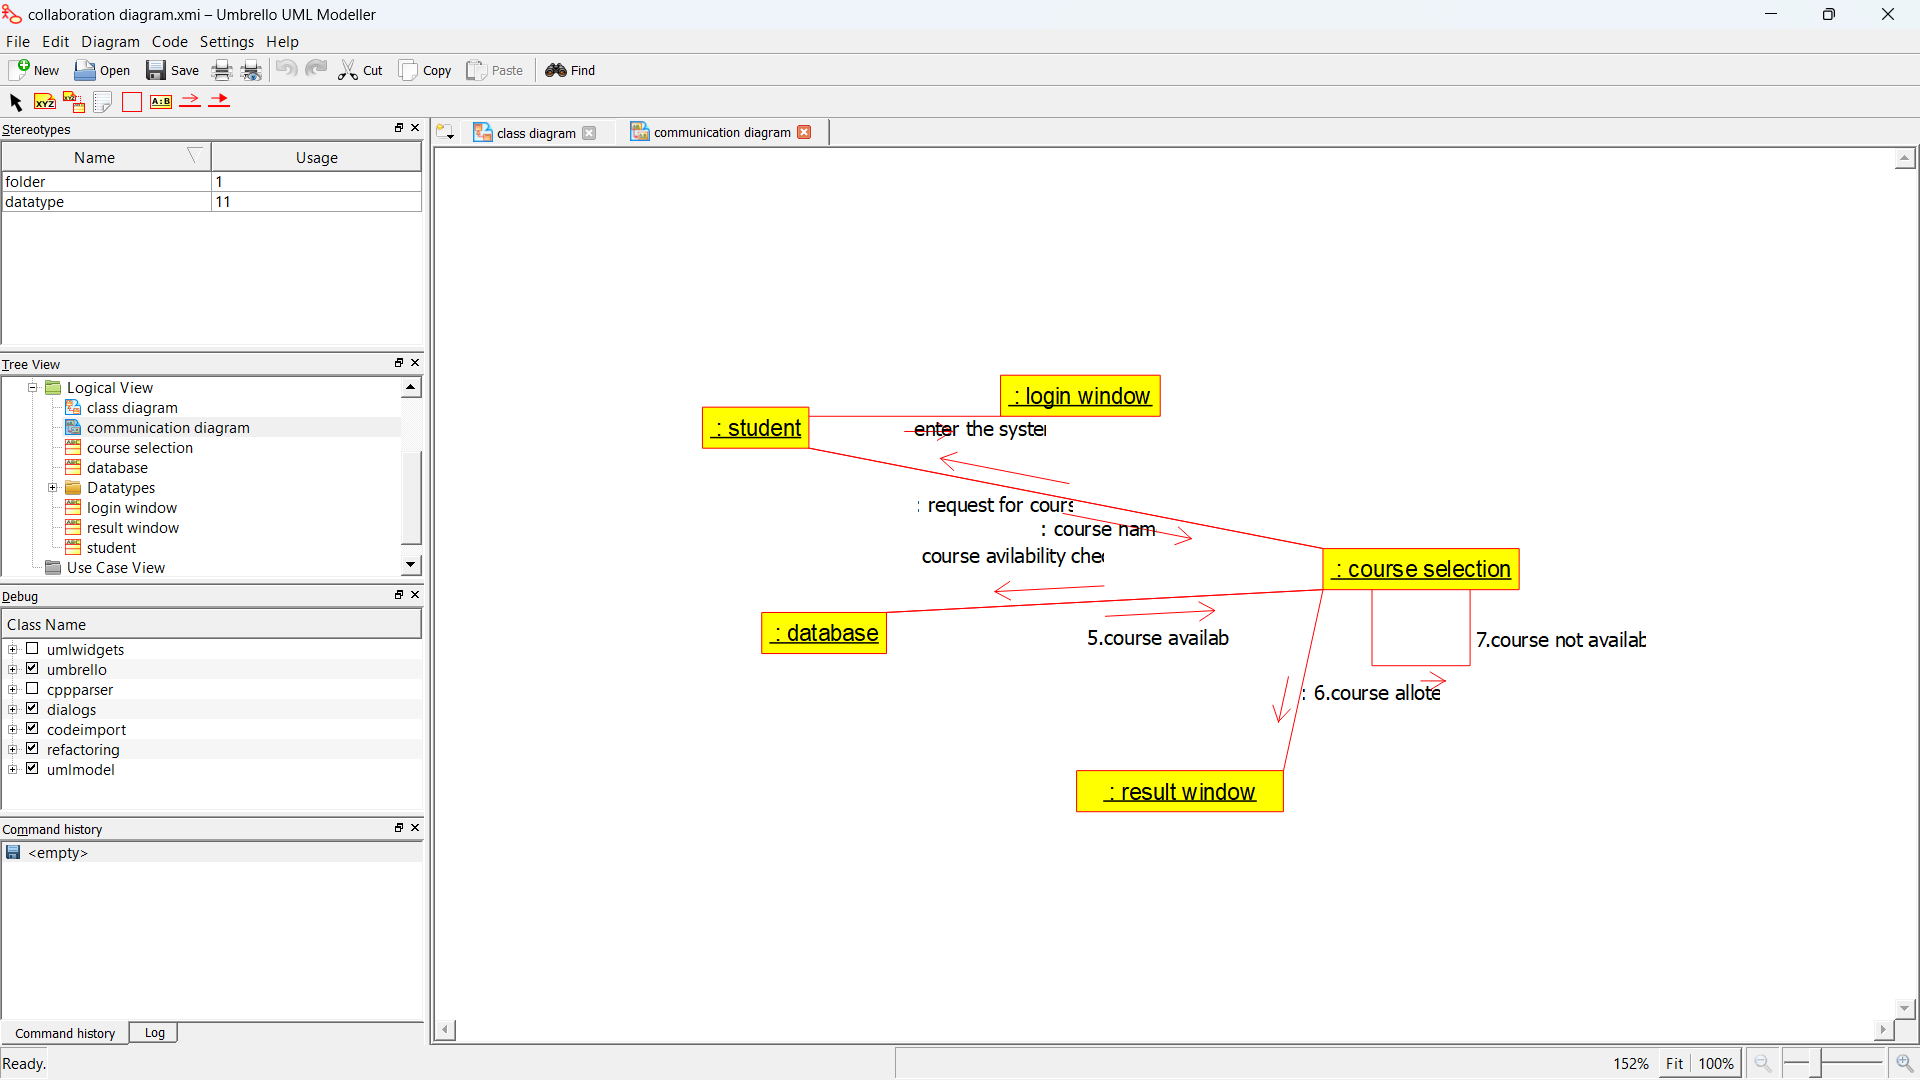 collaboration diagram.xmi – Umbrello UML Modeller
File Edit Diagram Code Settings Help
New Open Save Cut Copy Paste Find
XYZ XYZ A:B
Stereotypes
Name Usage
folder 1
datatype 11
Tree View
Logical View
class diagram
communication diagram
course selection
database
Datatypes
login window
result window
student
Use Case View
Debug
Class Name
umlwidgets
umbrello
cppparser
dialogs
codeimport
refactoring
umlmodel
Command history
<empty>
Command history Log
Ready.
class diagram communication diagram
: login window
: student
enter the syster
: request for cours
: course nam
course avilability chec
: course selection
: database
5.course availab
7.course not availab
: 6.course allote
: result window
152% Fit 100%